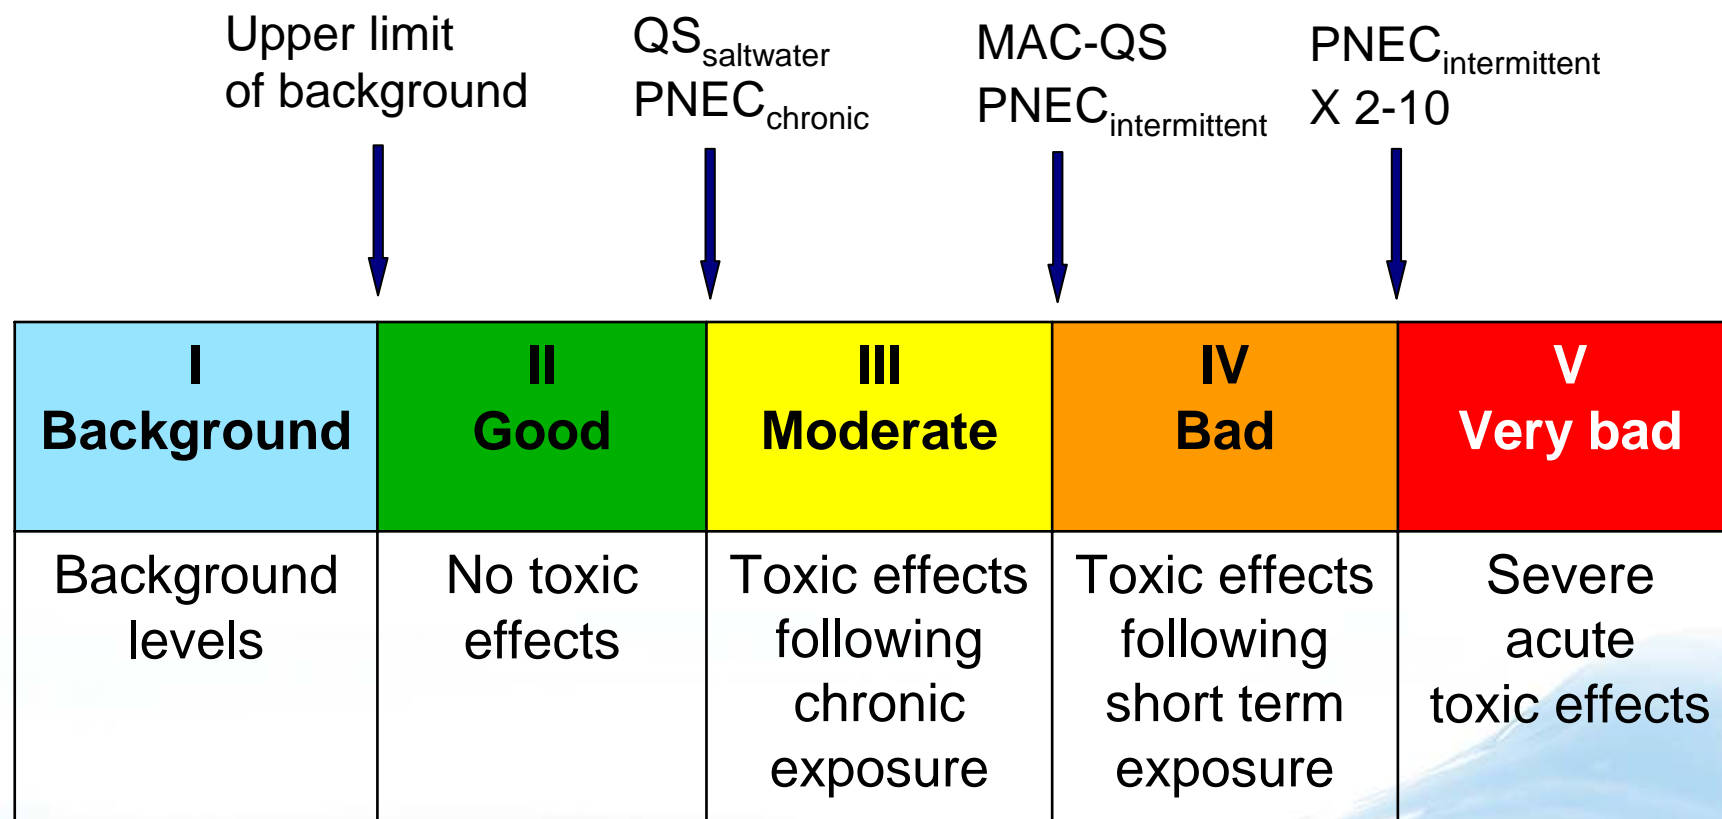 Upper limit
of background
QSsaltwater
PNECchronic
MAC-QS
PNECintermittent
PNECintermittent
X 2-10
I
Background
II
Good
III
Moderate
IV
Bad
V
Very bad
Background
levels
No toxic
effects
Toxic effects
following
chronic
exposure
Toxic effects
following
short term
exposure
Severe
acute
toxic effects